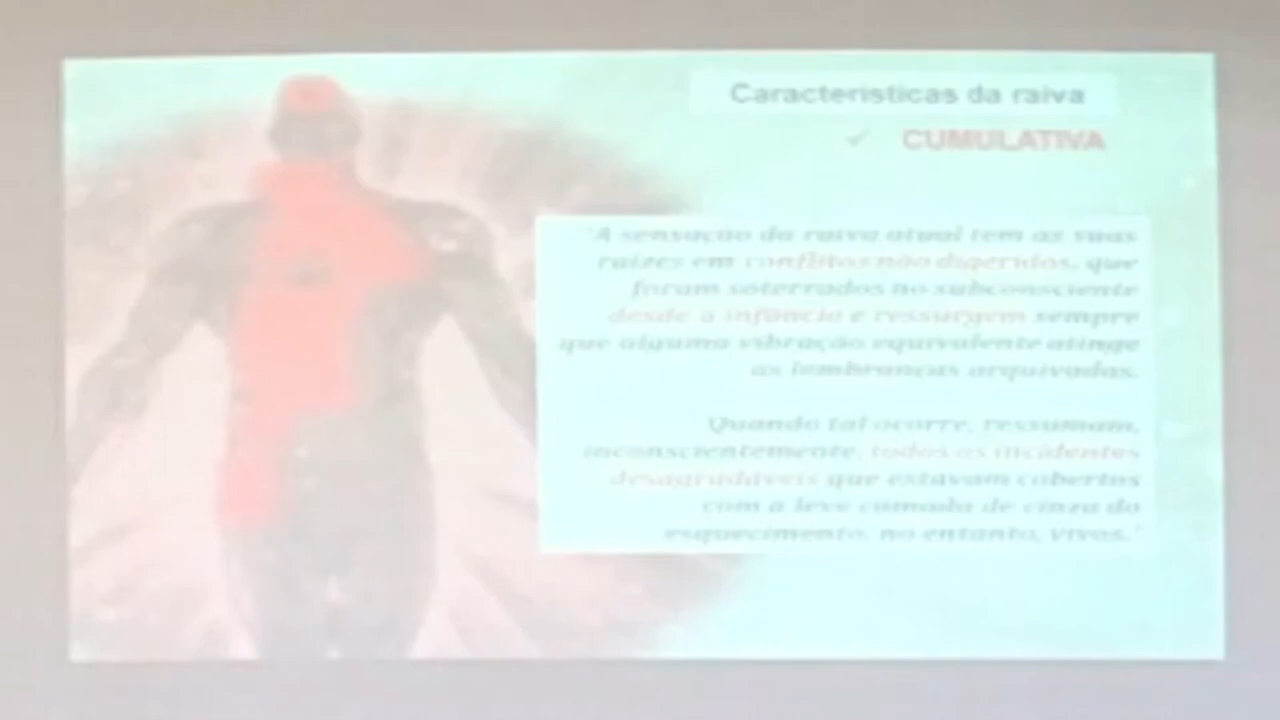 Características da raiva
✓ CUMULATIVA
"A sensação da raiva atual tem as suas
raízes em conflitos não digeridos, que
foram soterrados no subconsciente
desde a infância e ressurgem sempre
que alguma vibração equivalente atinge
as lembranças arquivadas.
Quando tal ocorre, ressumam,
inconscientemente, todos os incidentes
desagradáveis que estavam cobertos
com a leve camada de cinza do
esquecimento, no entanto, vivos."